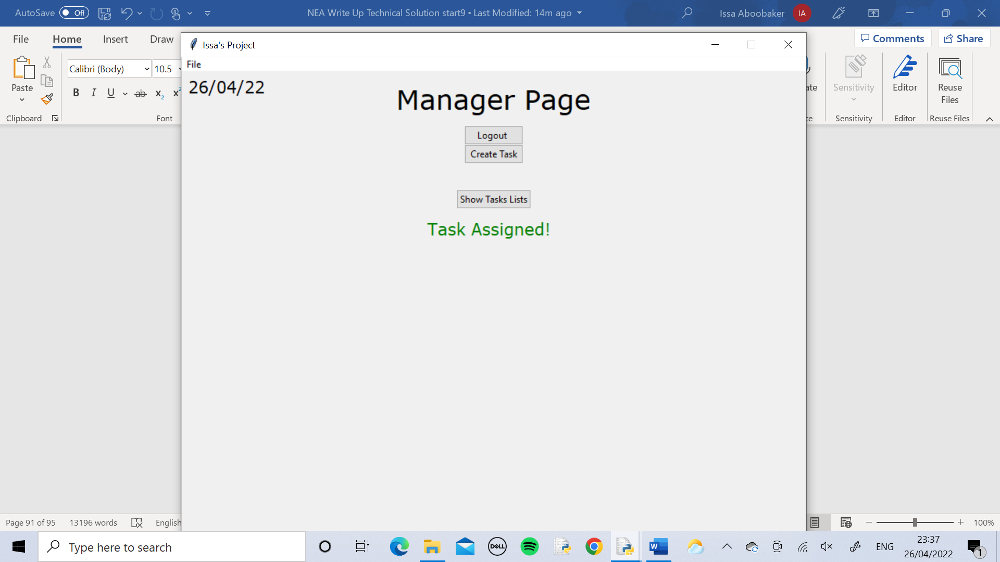 AutoSave Off
NEA Write Up Technical Solution start9 • Last Modified: 14m ago
Issa Aboobaker IA
File Home Insert Draw
Comments Share
Issa's Project
File
26/04/22
Manager Page
Logout
Create Task
Show Tasks Lists
Task Assigned!
Calibri (Body) 10.5
Paste
B I U ab x2 x2
Clipboard Font
ate
Sensitivity
Editor
Reuse
Files
ce Sensitivity Editor Reuse Files
Page 91 of 95 13196 words English
100%
Type here to search
DELL
W
ENG
23:37
26/04/2022
1